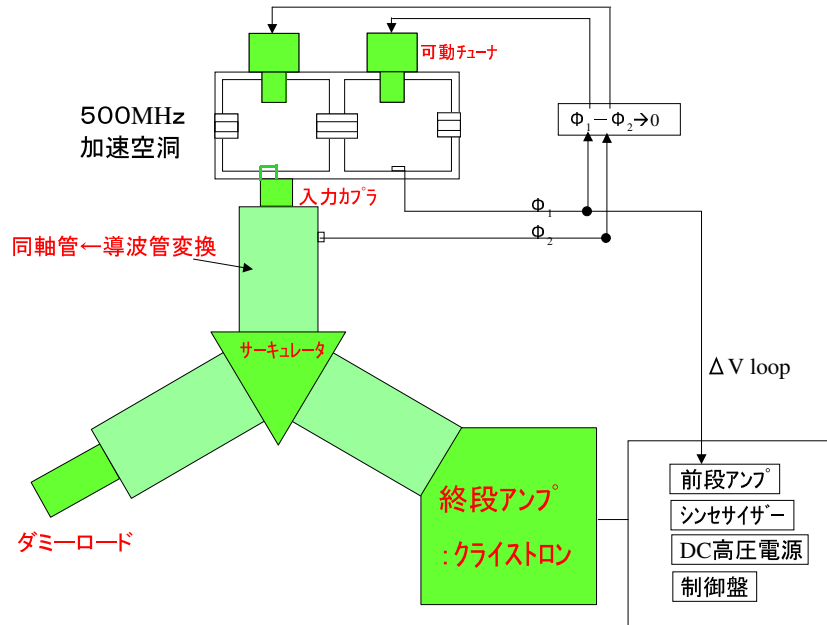 可動チューナ
500MHz
加速空洞
Φ1－Φ2→0
入力カプラ
Φ1
Φ2
同軸管←導波管変換
サーキュレータ
ΔV loop
前段アンプ
終段アンプ
：クライストロン
シンセサイザー
DC高圧電源
制御盤
ダミーロード